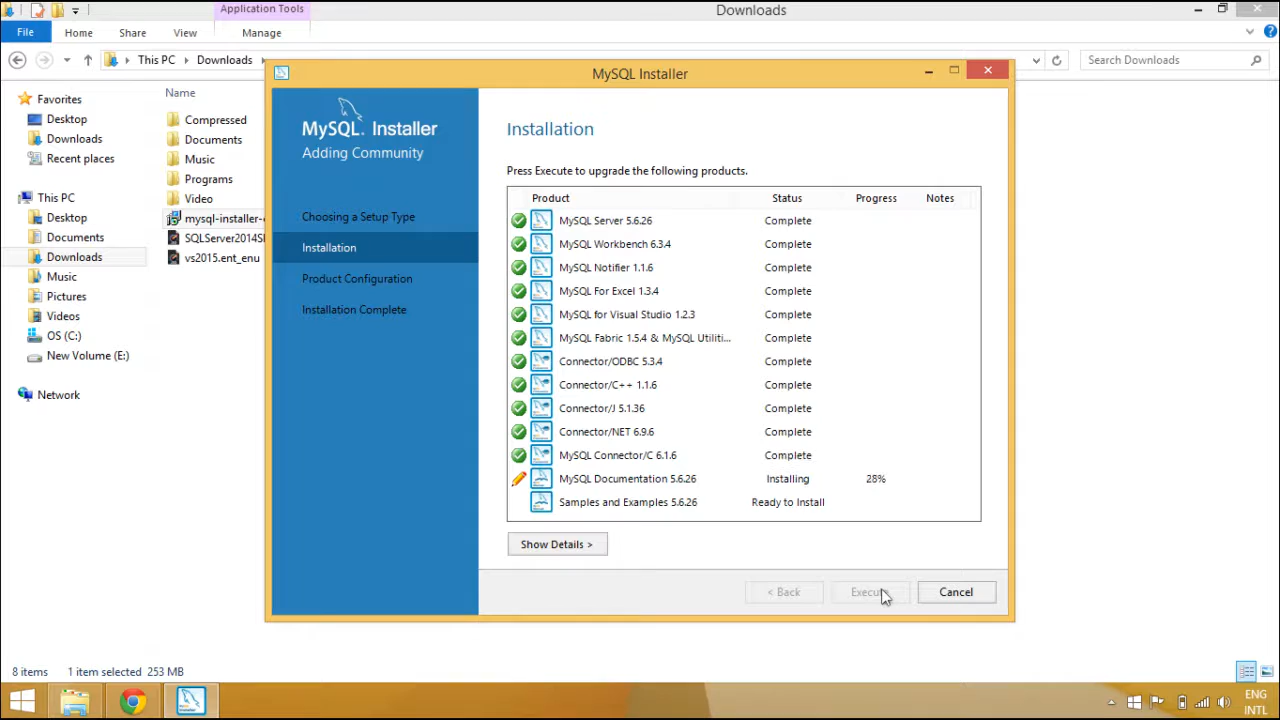 Application Tools
Downloads
File
Home
Share
View
Manage
This PC
Downloads
Search Downloads
Favorites
Desktop
Downloads
Recent places
This PC
Desktop
Documents
Downloads
Music
Pictures
Videos
OS (C:)
New Volume (E:)
Network
Name
Compressed
Documents
Music
Programs
Video
mysql-installer-
SQLServer2014S
vs2015.ent_enu
MySQL Installer
MySQL. Installer
Adding Community
Choosing a Setup Type
Installation
Product Configuration
Installation Complete
Installation
Press Execute to upgrade the following products.
Product Status Progress Notes
MySQL Server 5.6.26 Complete
MySQL Workbench 6.3.4 Complete
MySQL Notifier 1.1.6 Complete
MySQL For Excel 1.3.4 Complete
MySQL for Visual Studio 1.2.3 Complete
MySQL Fabric 1.5.4 & MySQL Utiliti... Complete
Connector/ODBC 5.3.4 Complete
Connector/C++ 1.1.6 Complete
Connector/J 5.1.36 Complete
Connector/NET 6.9.6 Complete
MySQL Connector/C 6.1.6 Complete
MySQL Documentation 5.6.26 Installing 28%
Samples and Examples 5.6.26 Ready to Install
Show Details >
< Back
Execute
Cancel
8 items 1 item selected 253 MB
ENG
INTL